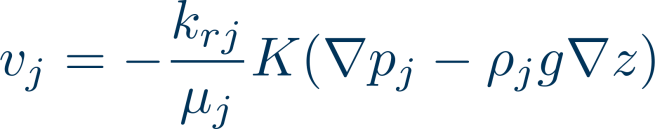 v_j = -\frac{k_{rj}}{\mu_j} K(\nabla p_j - \rho_j g \nabla z)